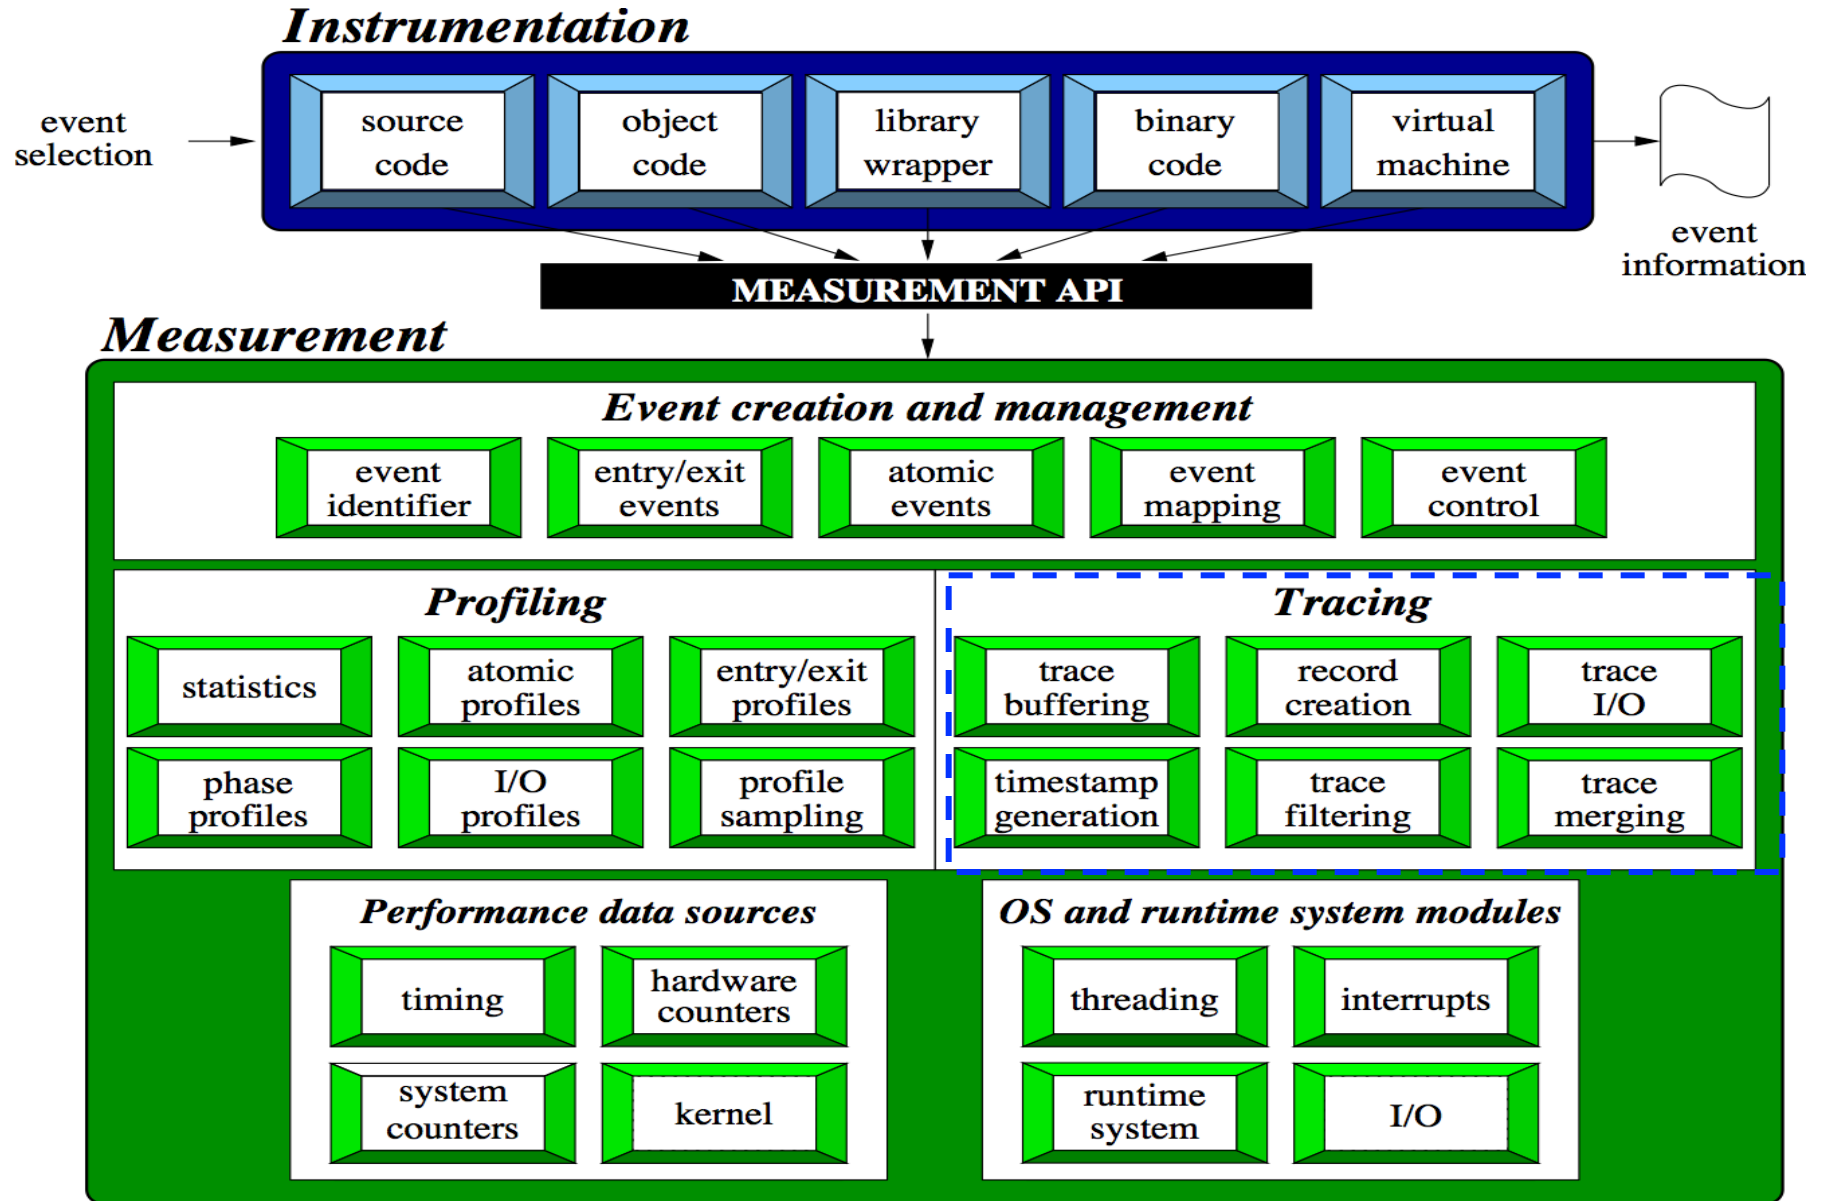 Instrumentation
event
selection
source
code
object
code
library
wrapper
binary
code
virtual
machine
event
information
MEASUREMENT API
Measurement
Event creation and management
event
identifier
entry/exit
events
atomic
events
event
mapping
event
control
Profiling
statistics
atomic
profiles
entry/exit
profiles
phase
profiles
I/O
profiles
profile
sampling
Tracing
trace
buffering
record
creation
trace
I/O
timestamp
generation
trace
filtering
trace
merging
Performance data sources
timing
hardware
counters
system
counters
kernel
OS and runtime system modules
threading
interrupts
runtime
system
I/O